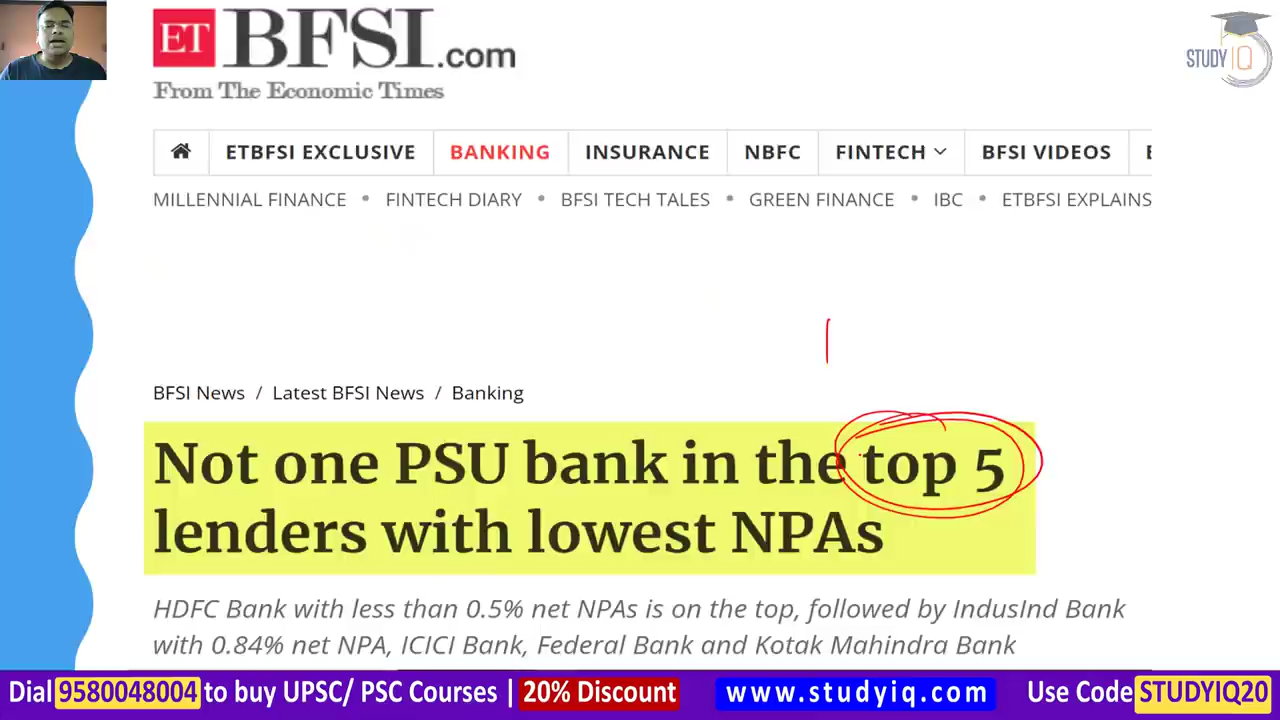 ET BFSI.com
From The Economic Times
STUDY IQ
ETBFSI EXCLUSIVE BANKING INSURANCE NBFC FINTECH BFSI VIDEOS
MILLENNIAL FINANCE • FINTECH DIARY • BFSI TECH TALES • GREEN FINANCE • IBC • ETBFSI EXPLAINS
BFSI News / Latest BFSI News / Banking
Not one PSU bank in the top 5
lenders with lowest NPAs
HDFC Bank with less than 0.5% net NPAs is on the top, followed by IndusInd Bank
with 0.84% net NPA, ICICI Bank, Federal Bank and Kotak Mahindra Bank
Dial 9580048004 to buy UPSC/ PSC Courses | 20% Discount www.studyiq.com Use Code STUDYIQ20